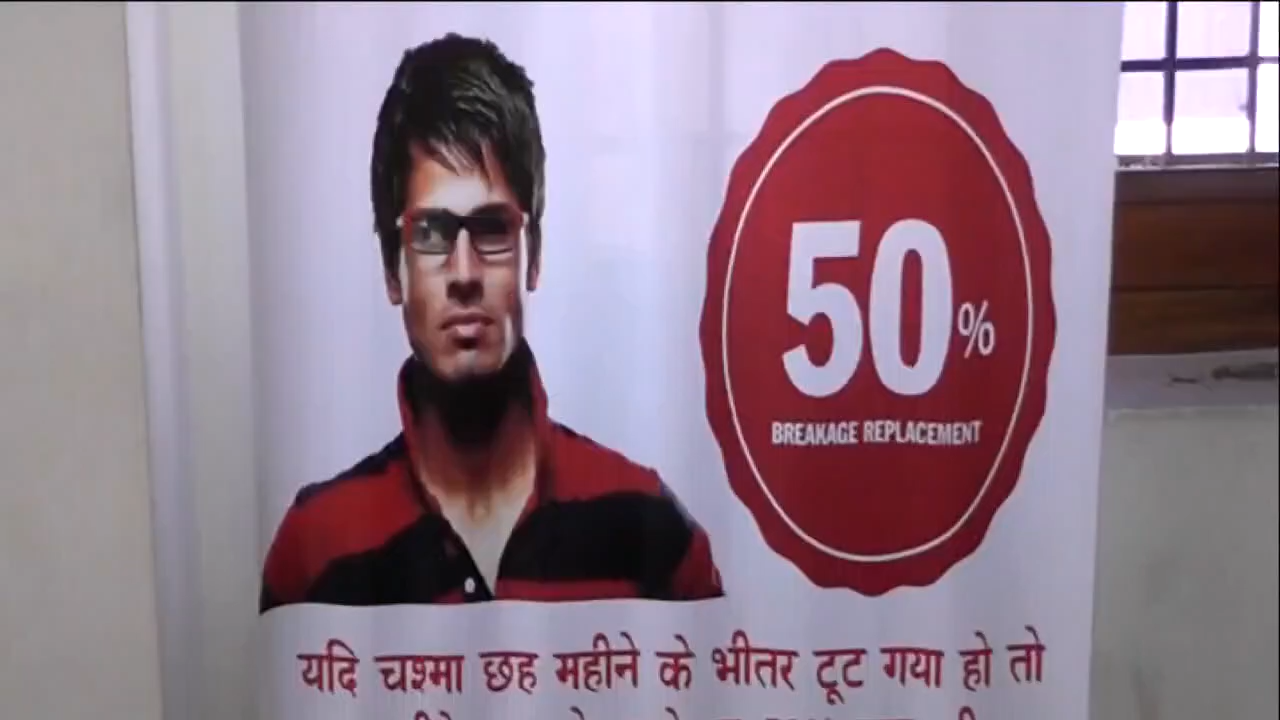 50%
BREAKAGE REPLACEMENT
यदि चश्मा छह महीने के भीतर टूट गया हो तो